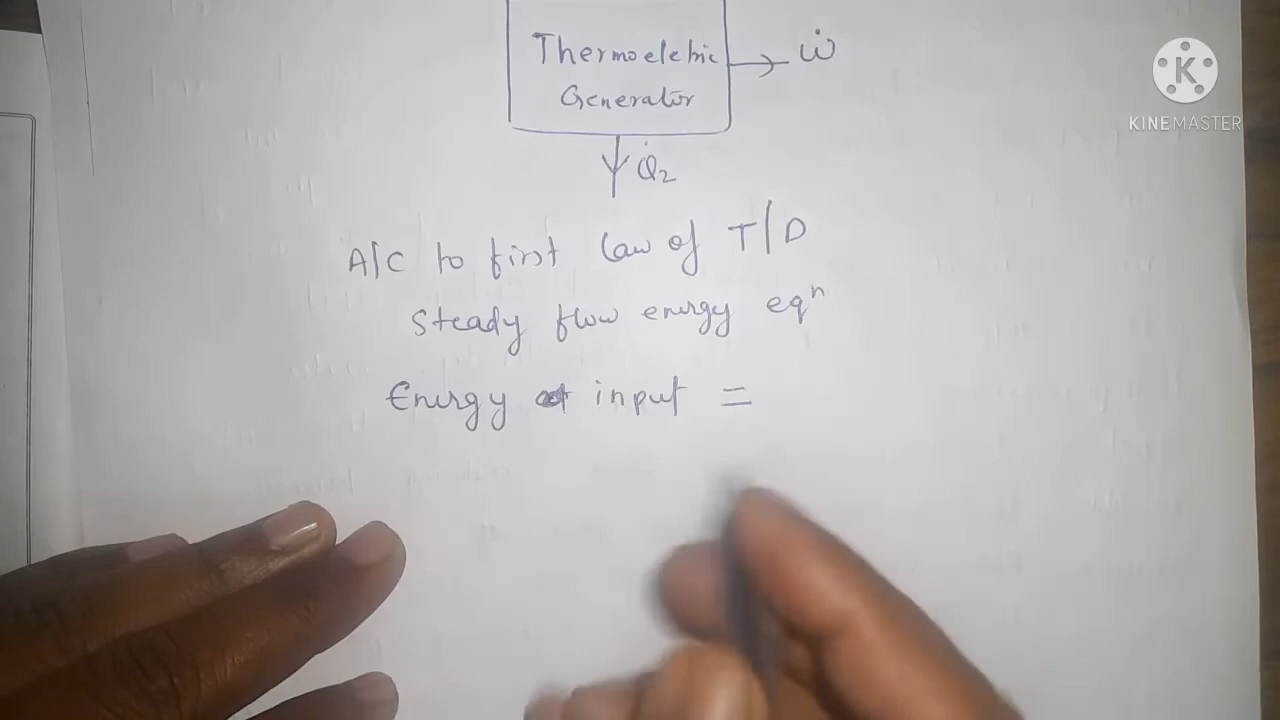 Thermoeletric
Generator
ẇ
Q̇₂
A/C to first law of T/D
Steady flow energy eqⁿ
Energy input =
K
KINEMASTER